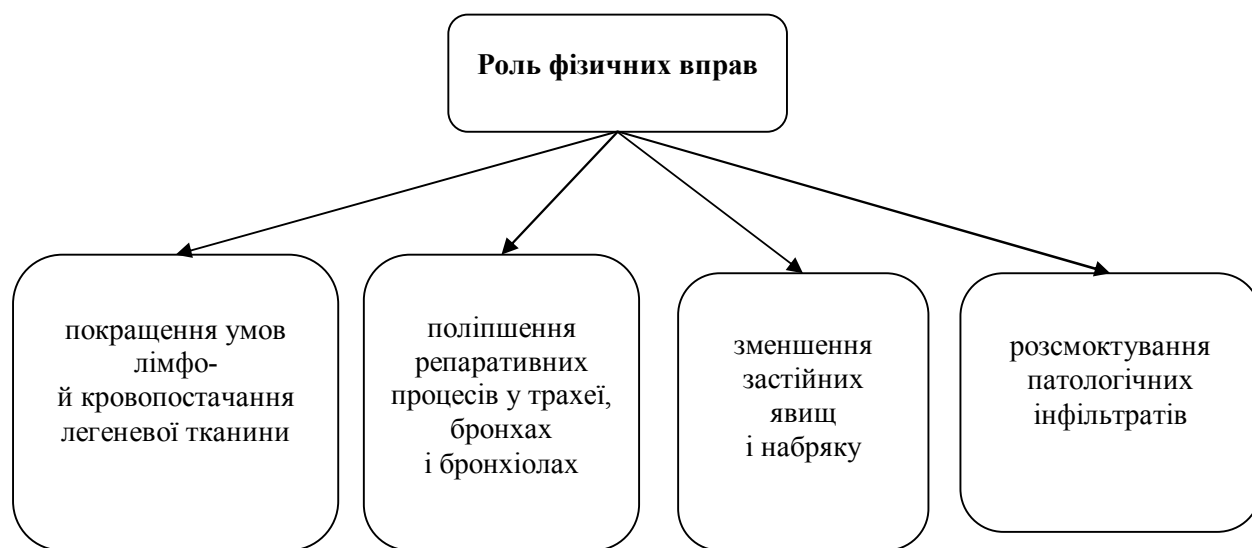 Роль фізичних вправ
покращення умов
лімфо-
й кровопостачання
легеневої тканини
поліпшення
репаративних
процесів у трахеї,
бронхах
і бронхіолах
зменшення
застійних
явищ
і набряку
розсмоктування
патологічних
інфільтратів